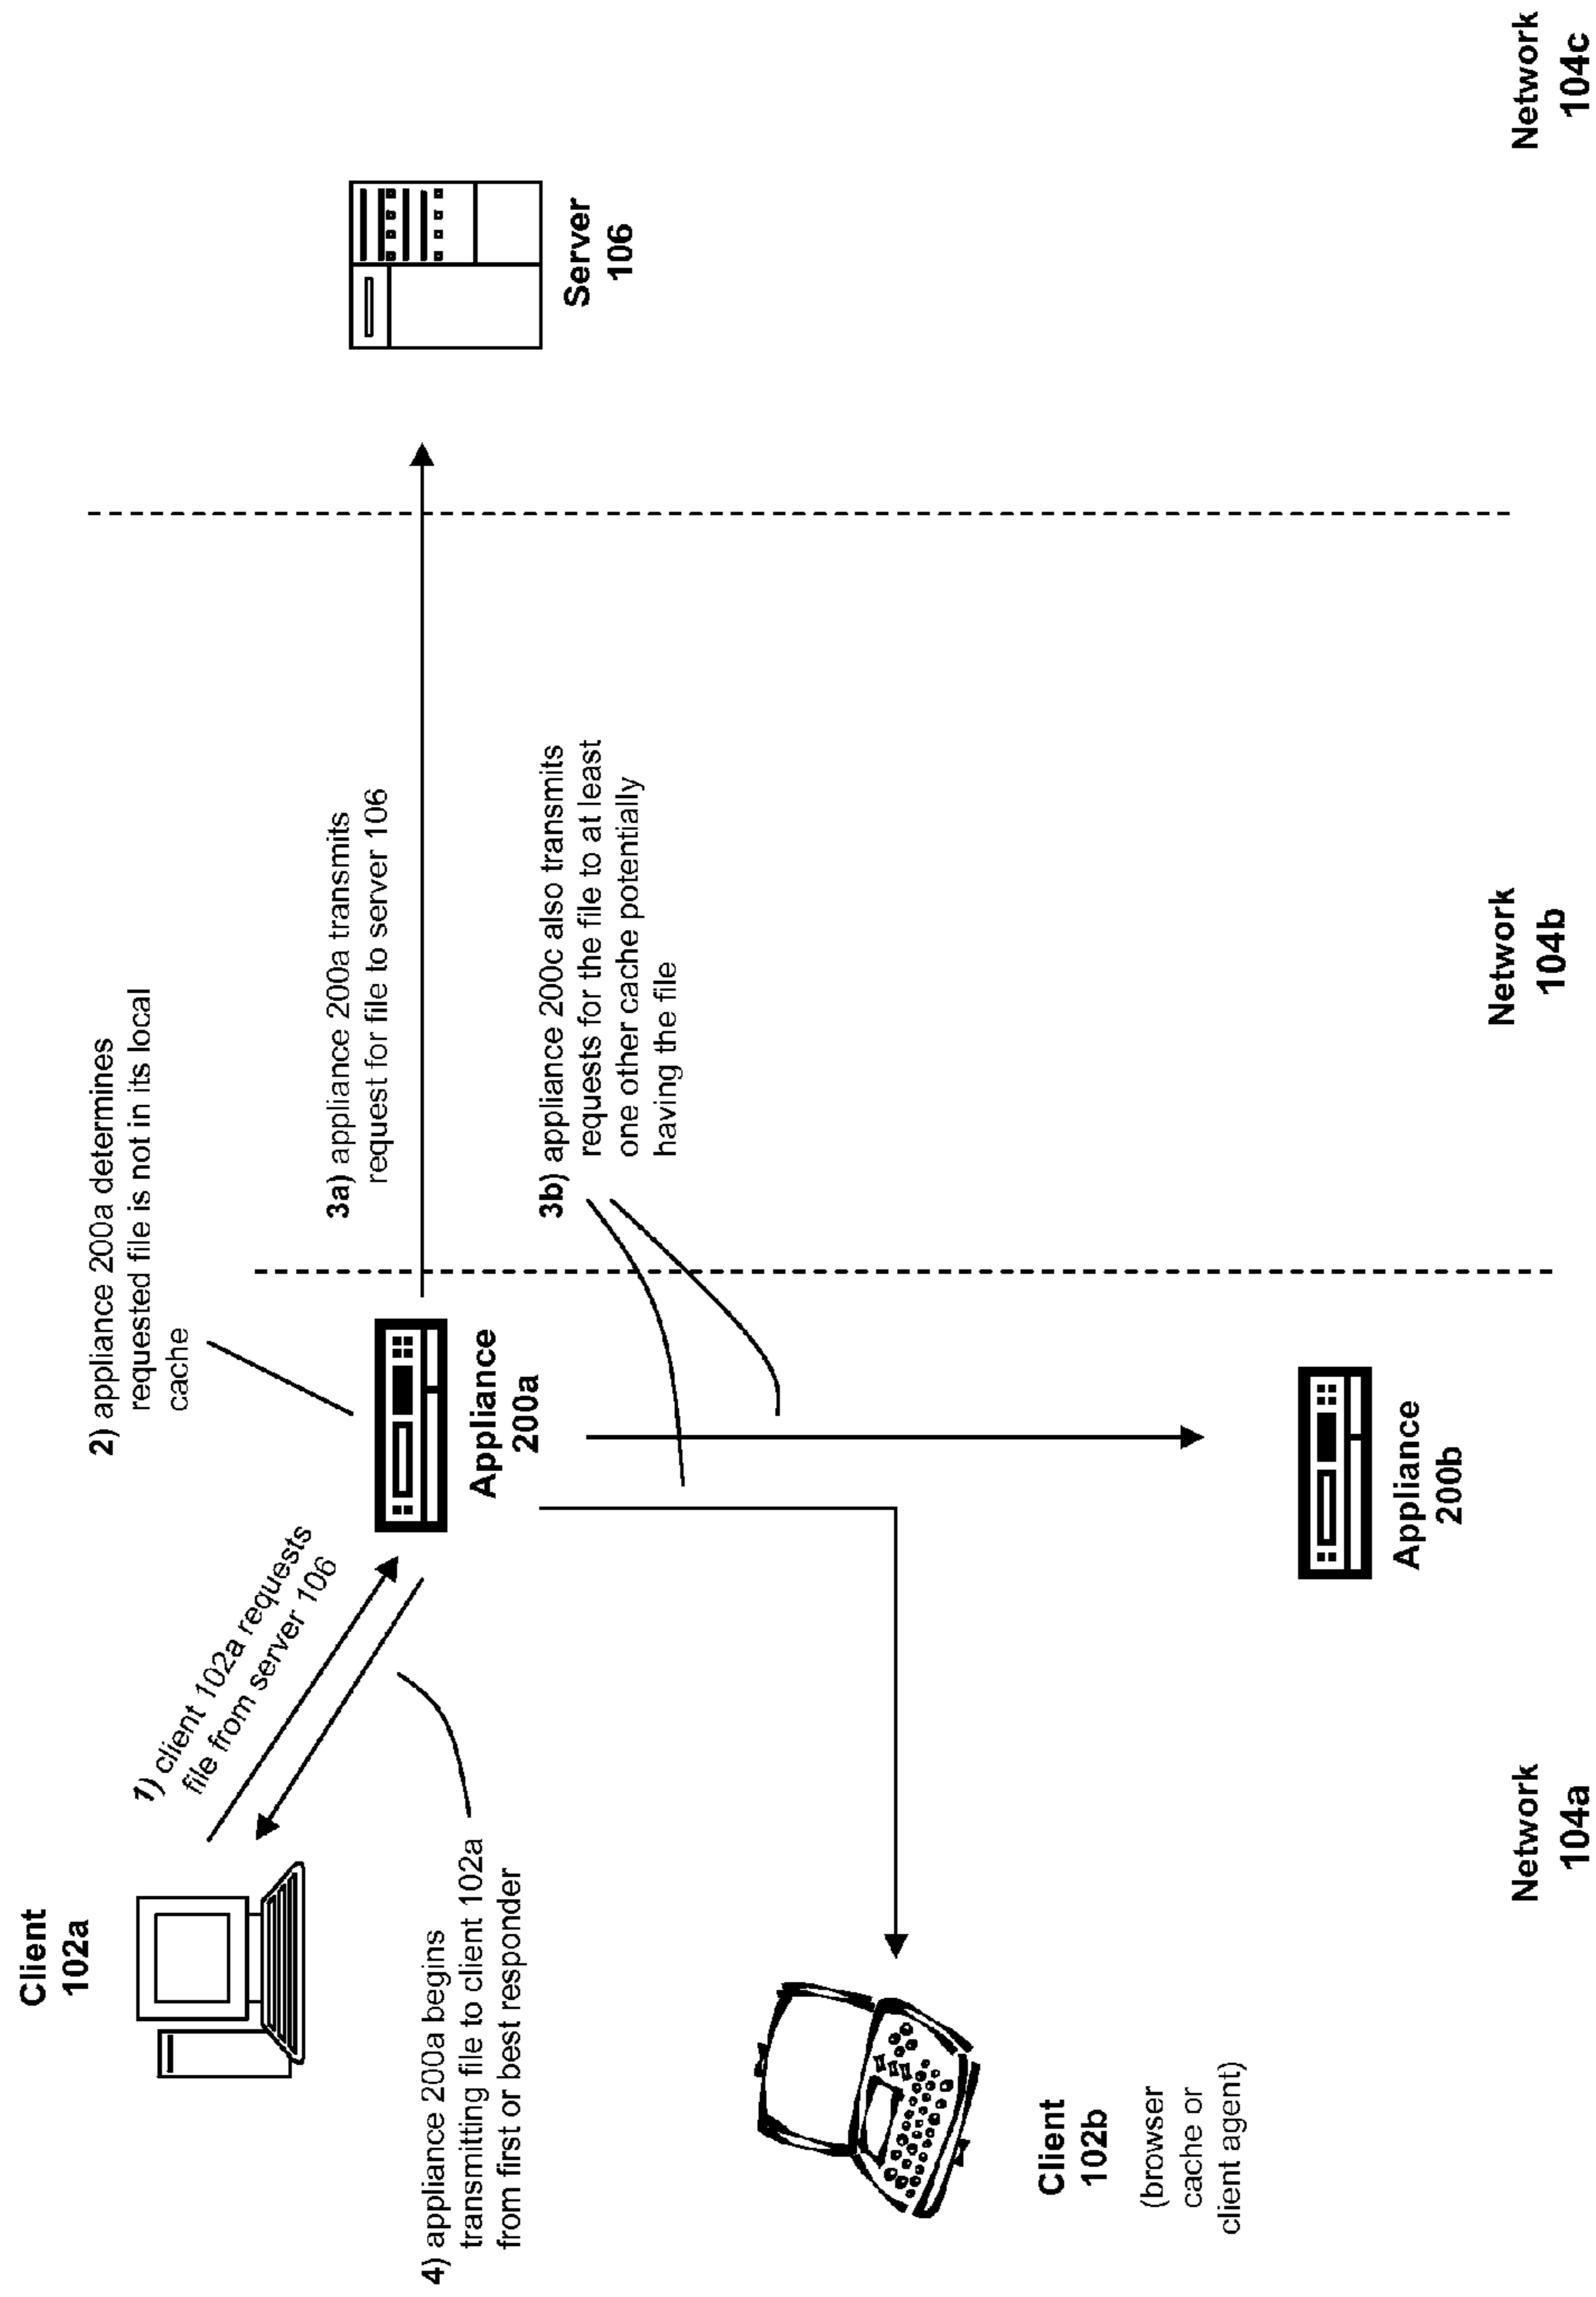 Client
102a
1) client 102a requests
file from server 106
2) appliance 200a determines
requested file is not in its local
cache
Appliance
200a
3a) appliance 200a transmits
request for file to server 106
Server
106
3b) appliance 200c also transmits
requests for the file to at least
one other cache potentially
having the file
4) appliance 200a begins
transmitting file to client 102a
from first or best responder
Client
102b
(browser
cache or
client agent)
Appliance
200b
Network
104a
Network
104b
Network
104c